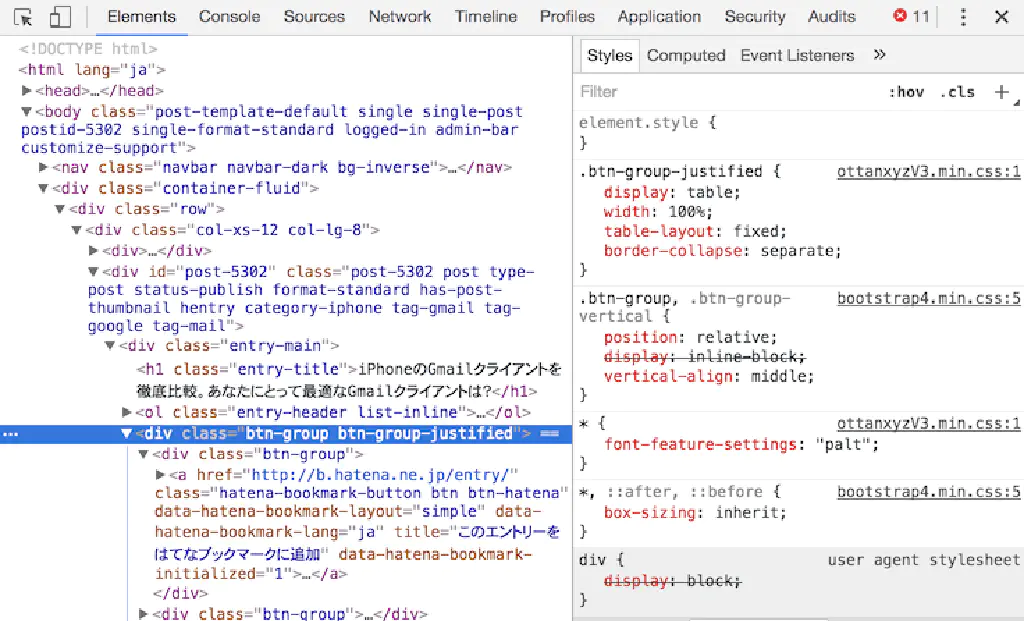 Elements Console Sources Network Timeline Profiles Application Security Audits 11
<!DOCTYPE html>
<html lang="ja">
<head>…</head>
<body class="post-template-default single single-post
postid-5302 single-format-standard logged-in admin-bar
customize-support">
<nav class="navbar navbar-dark bg-inverse">…</nav>
<div class="container-fluid">
<div class="row">
<div class="col-xs-12 col-lg-8">
<div>…</div>
<div id="post-5302" class="post-5302 post type-
post status-publish format-standard has-post-
thumbnail hentry category-iphone tag-gmail tag-
google tag-mail">
<div class="entry-main">
<h1 class="entry-title">iPhoneのGmailクライアントを
徹底比較。あなたにとって最適なGmailクライアントは?</h1>
<ol class="entry-header list-inline">…</ol>
… <div class="btn-group btn-group-justified"> ==
<div class="btn-group">
<a href="http://b.hatena.ne.jp/entry/"
class="hatena-bookmark-button btn btn-hatena"
data-hatena-bookmark-layout="simple" data-
hatena-bookmark-lang="ja" title="このエントリーを
はてなブックマークに追加" data-hatena-bookmark-
initialized="1">…</a>
</div>
<div class="btn-group">…</div>
Styles Computed Event Listeners »
Filter :hov .cls +
element.style {
}
.btn-group-justified { ottanxyzV3.min.css:1
display: table;
width: 100%;
table-layout: fixed;
border-collapse: separate;
}
.btn-group, .btn-group- bootstrap4.min.css:5
vertical {
position: relative;
display: inline-block;
vertical-align: middle;
}
* { ottanxyzV3.min.css:1
font-feature-settings: "palt";
}
*, ::after, ::before { bootstrap4.min.css:5
box-sizing: inherit;
}
div { user agent stylesheet
display: block;
}